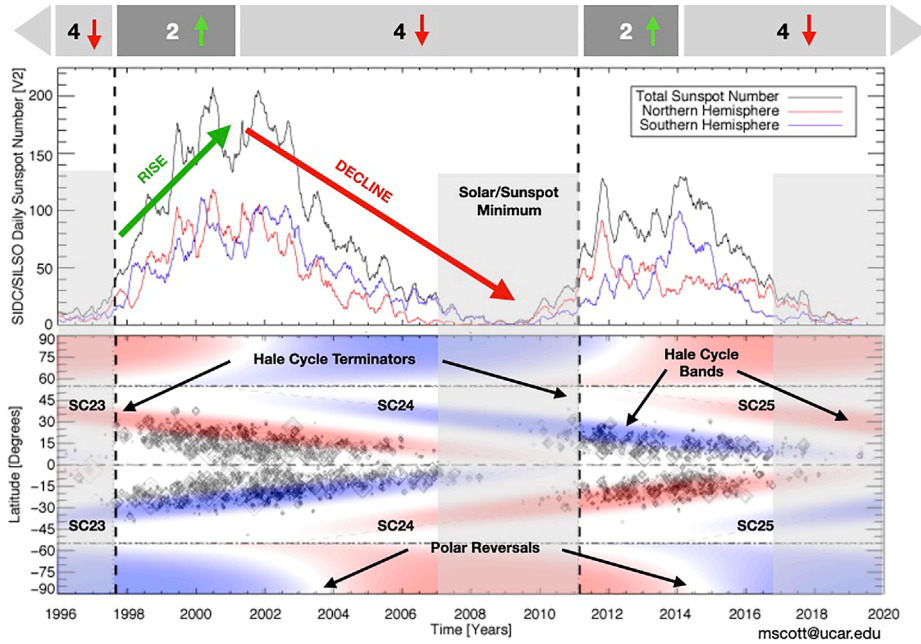 4
2
4
2
4
SIDC/SILSO Daily Sunspot Number [V2]
200
150
100
50
0
RISE
DECLINE
Solar/Sunspot
Minimum
Total Sunspot Number
Northern Hemisphere
Southern Hemisphere
Latitude [Degrees]
90
75
60
45
30
15
0
-15
-30
-45
-60
-75
-90
Hale Cycle Terminators
Hale Cycle
Bands
SC23
SC24
SC25
SC23
SC24
SC25
Polar Reversals
1996
1998
2000
2002
2004
2006
2008
2010
2012
2014
2016
2018
2020
Time [Years]
mscott@ucar.edu